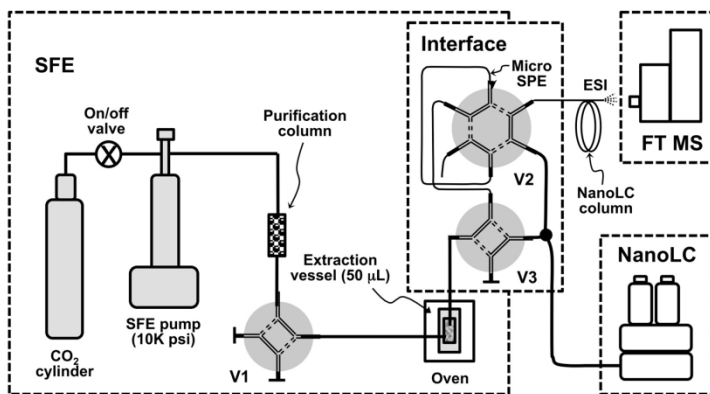 SFE
Interface
Micro
SPE
ESI
FT MS
On/off
valve
Purification
column
V2
NanoLC
column
Extraction
vessel (50 µL)
V3
NanoLC
SFE pump
(10K psi)
CO₂
cylinder
V1
Oven